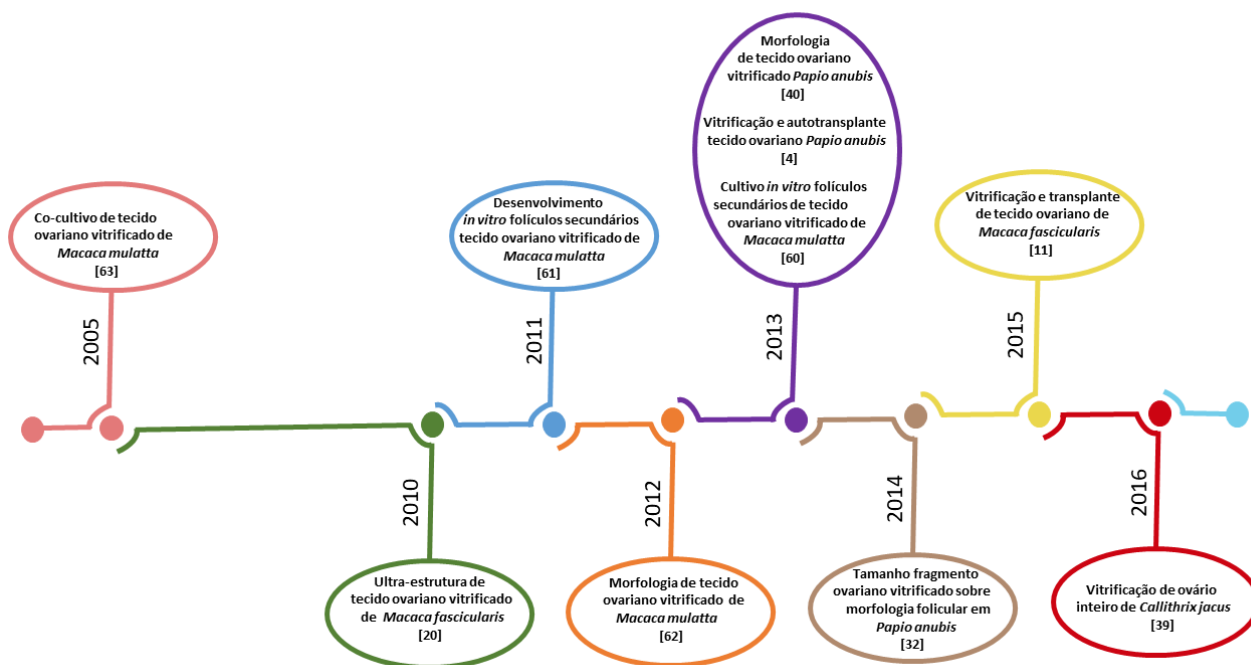 Co-cultivo de tecido
ovariano vitrificado de
Macaca mulatta
[63]
2005
Ultra-estrutura de
tecido ovariano vitrificado
de Macaca fascicularis
[20]
2010
Desenvolvimento
in vitro folículos secundários
tecido ovariano vitrificado de
Macaca mulatta
[61]
2011
Morfologia de tecido
ovariano vitrificado de
Macaca mulatta
[62]
2012
Morfologia
de tecido ovariano
vitrificado Papio anubis
[40]
Vitrificação e autotransplante
tecido ovariano Papio anubis
[4]
Cultivo in vitro folículos
secundários de tecido
ovariano vitrificado de
Macaca mulatta
[60]
2013
Tamanho fragmento
ovariano vitrificado sobre
morfologia folicular em
Papio anubis
[32]
2014
Vitrificação e transplante
de tecido ovariano de
Macaca fascicularis
[11]
2015
Vitrificação de ovário
inteiro de Callithrix jacus
[39]
2016